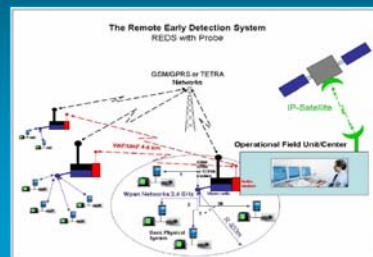 The Remote Early Detection System
REDS with Probe
GSM/GPRS or TETRA
Networks
IP-Satellite
Operational Field Unit/Center
Wpan Networks 2.4 GHz
Basic Physical
System